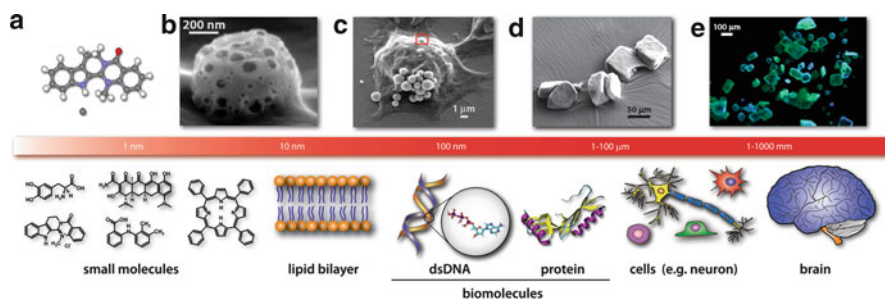 a
b
c
d
e
200 nm
1 μm
50 μm
100 μm
1 nm
10 nm
100 nm
1-100 μm
1-1000 mm
small molecules
lipid bilayer
dsDNA
protein
cells (e.g. neuron)
brain
biomolecules